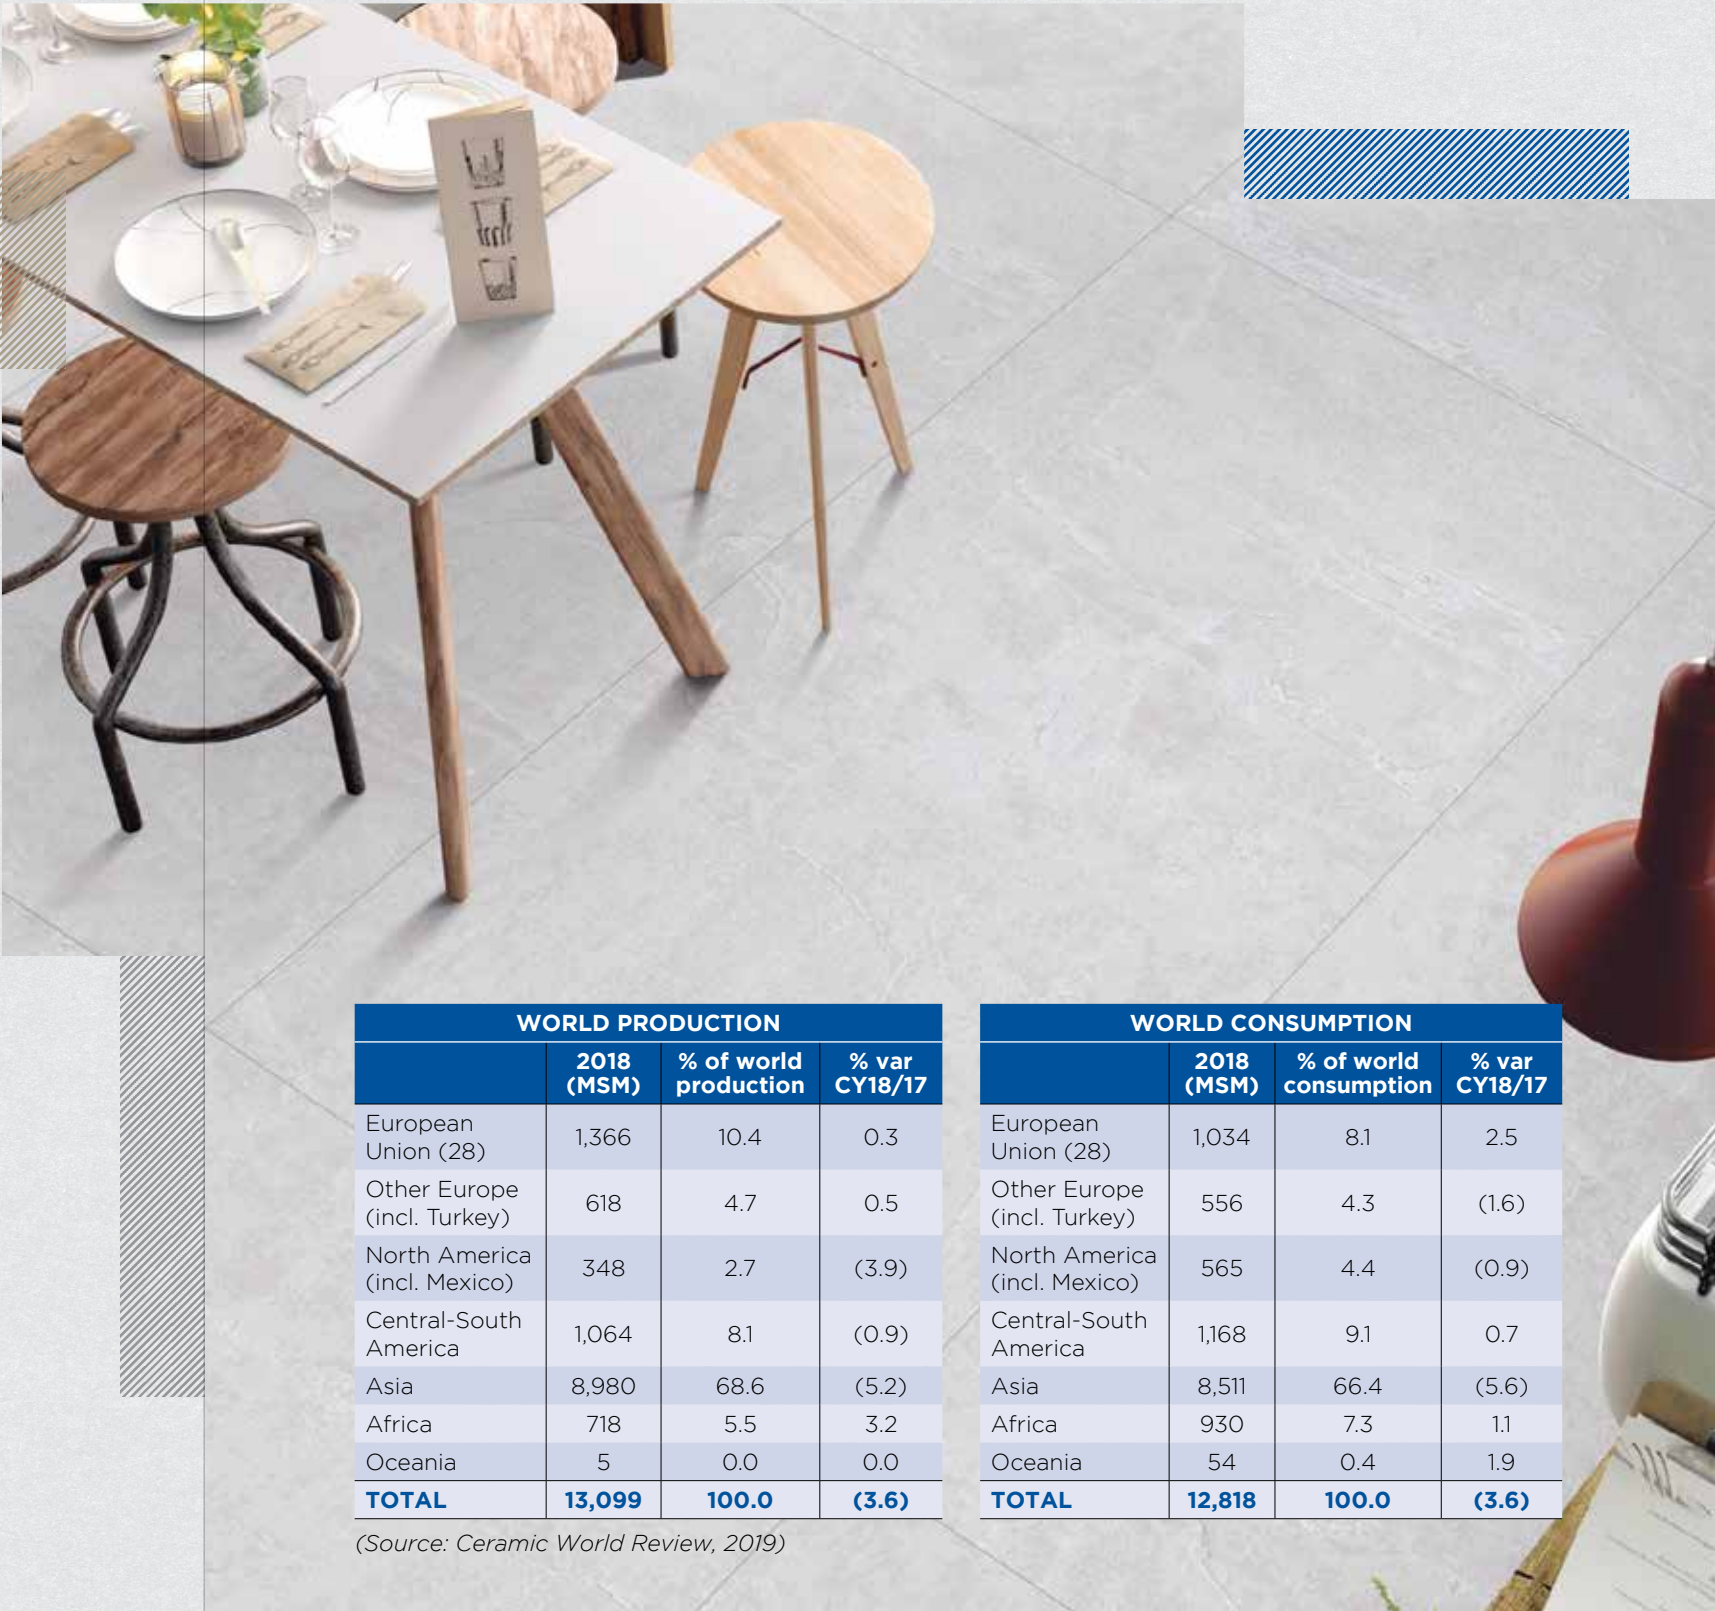 WORLD PRODUCTION
2018 (MSM) % of world production % var CY18/17
European Union (28) 1,366 10.4 0.3
Other Europe (incl. Turkey) 618 4.7 0.5
North America (incl. Mexico) 348 2.7 (3.9)
Central-South America 1,064 8.1 (0.9)
Asia 8,980 68.6 (5.2)
Africa 718 5.5 3.2
Oceania 5 0.0 0.0
TOTAL 13,099 100.0 (3.6)
(Source: Ceramic World Review, 2019)
WORLD CONSUMPTION
2018 (MSM) % of world consumption % var CY18/17
European Union (28) 1,034 8.1 2.5
Other Europe (incl. Turkey) 556 4.3 (1.6)
North America (incl. Mexico) 565 4.4 (0.9)
Central-South America 1,168 9.1 0.7
Asia 8,511 66.4 (5.6)
Africa 930 7.3 1.1
Oceania 54 0.4 1.9
TOTAL 12,818 100.0 (3.6)